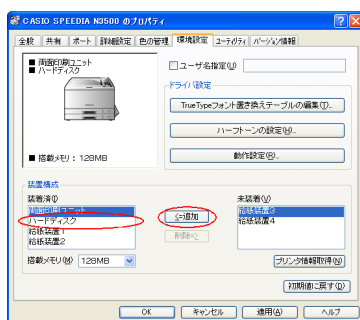 CASIO SPEEDIA N3500 のプロパティ
全般 共有 ポート 詳細設定 色の管理 環境設定 ユーティリティ バージョン情報
■ 両面印刷ユニット
■ ハードディスク
■ 搭載メモリ : 128MB
ユーザ名指定(U)
ドライバ設定
TrueTypeフォント置き換えテーブルの編集(T)...
ハーフトーンの設定(H)...
動作設定(R)...
装置構成
装着済(I)
両面印刷ユニット
ハードディスク
給紙装置1
給紙装置2
<=追加
削除=>
未装着(V)
給紙装置3
給紙装置4
搭載メモリ(M) 128MB
プリンタ情報取得(N)
初期値に戻す(D)
OK キャンセル 適用(A) ヘルプ